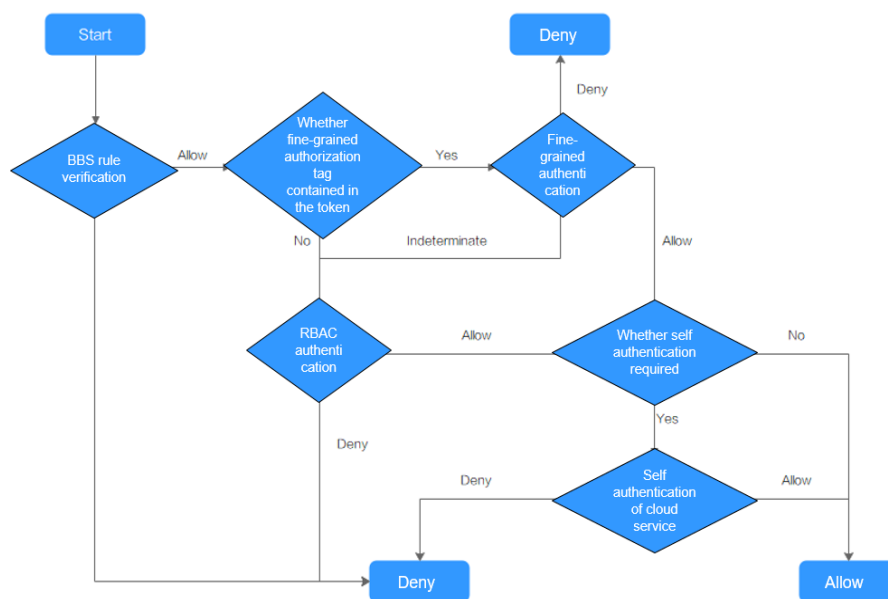 Start
Deny
Deny
Whether
fine-grained
authorization
tag
contained in
the token
Fine-
grained
authenti
cation
BBS rule
verification
Allow
Yes
No
Indeterminate
Allow
RBAC
authenti
cation
Allow
Whether self
authentication
required
No
Yes
Deny
Deny
Self
authentication
of cloud
service
Allow
Deny
Allow